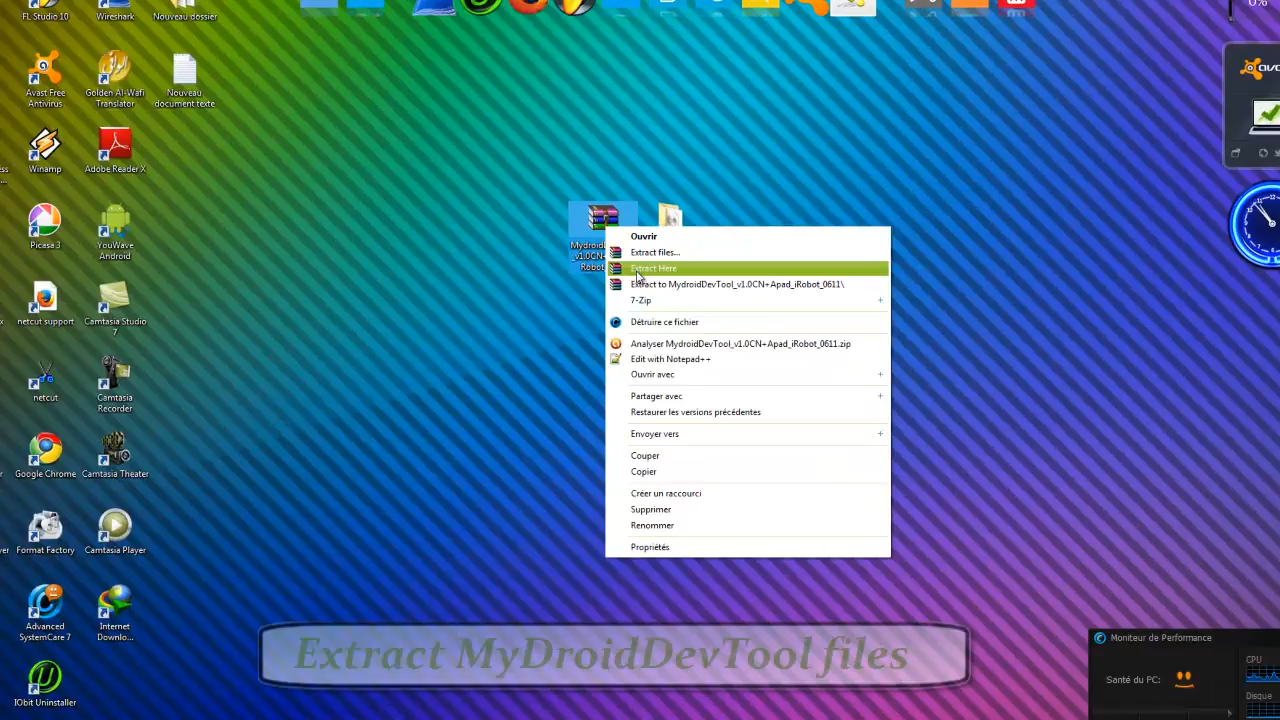 FL Studio 10
Wireshark
Nouveau dossier
0%
Avast Free
Antivirus
Golden Al-Wafi
Translator
Nouveau
document texte
Winamp
Adobe Reader X
Picasa 3
YouWave
Android
netcut support
Camtasia Studio
7
netcut
Camtasia
Recorder
Google Chrome
Camtasia Theater
Format Factory
Camtasia Player
Advanced
SystemCare 7
Internet
Downlo...
IObit Uninstaller
_v1.0CN+
Robot
Ouvrir
Extract files...
Extract Here
Extract to MydroidDevTool_v1.0CN+Apad_iRobot_0611\
7-Zip
Détruire ce fichier
Analyser MydroidDevTool_v1.0CN+Apad_iRobot_0611.zip
Edit with Notepad++
Ouvrir avec
Partager avec
Restaurer les versions précédentes
Envoyer vers
Couper
Copier
Créer un raccourci
Supprimer
Renommer
Propriétés
Extract MyDroidDevTool files
Moniteur de Performance
CPU
Santé du PC:
Disque